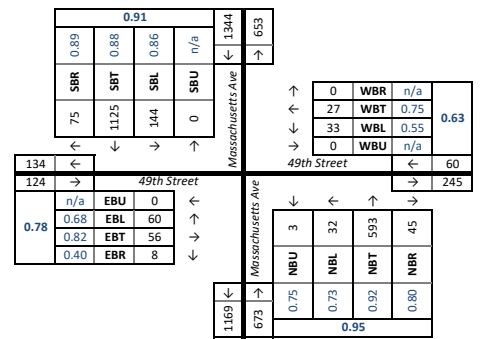 0.91
1344 653
0.89 0.88 0.86 n/a
↓ ↑
SBR SBT SBL SBU
Massachusetts Ave
75 1125 144 0
← ↓ → ↑
↑ 0 WBR n/a
← 27 WBT 0.75
↓ 33 WBL 0.55
→ 0 WBU n/a
0.63
134 ←
49th Street
← 60
124 →
49th Street
→ 245
n/a EBU 0 ←
0.68 EBL 60 ↑
0.82 EBT 56 →
0.40 EBR 8 ↓
0.78
Massachusetts Ave
↓ ← ↑ →
3 32 593 45
NBU NBL NBT NBR
↓ ↑
0.75 0.73 0.92 0.80
1169 673
0.95